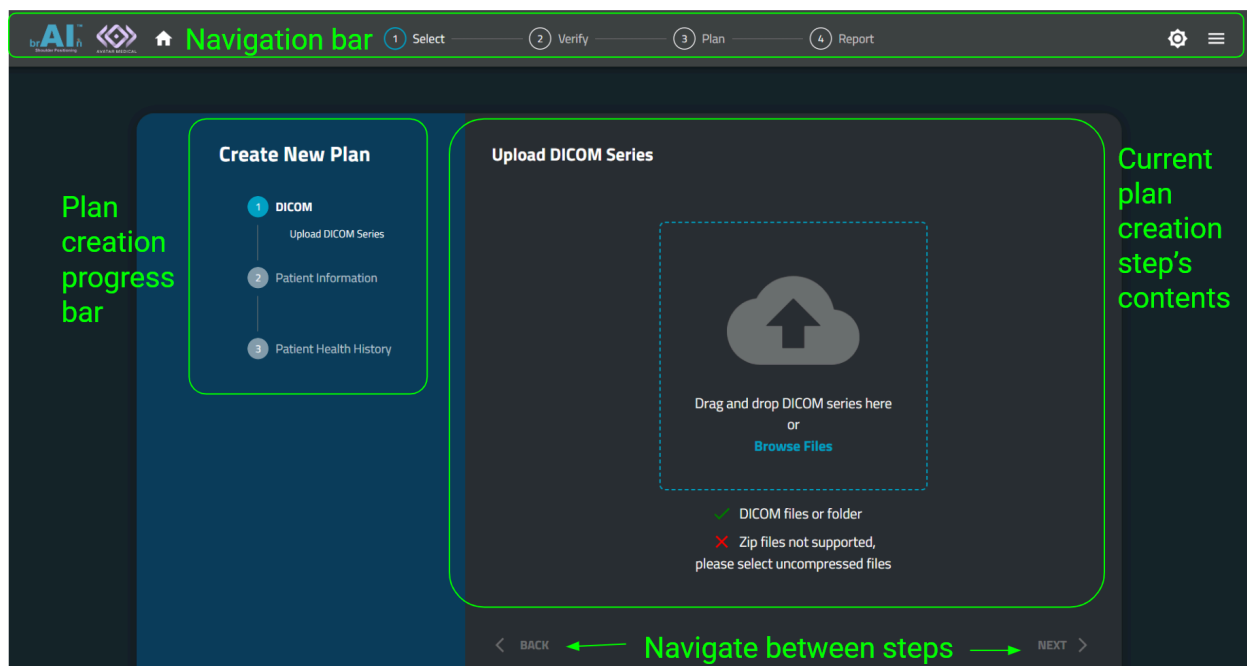 brAIn™
Shoulder Positioning
AVATAR MEDICAL
Navigation bar
1 Select
2 Verify
3 Plan
4 Report
Create New Plan
1 DICOM
Upload DICOM Series
2 Patient Information
3 Patient Health History
Plan
creation
progress
bar
Upload DICOM Series
Drag and drop DICOM series here
or
Browse Files
DICOM files or folder
Zip files not supported,
please select uncompressed files
Current
plan
creation
step's
contents
BACK
Navigate between steps
NEXT